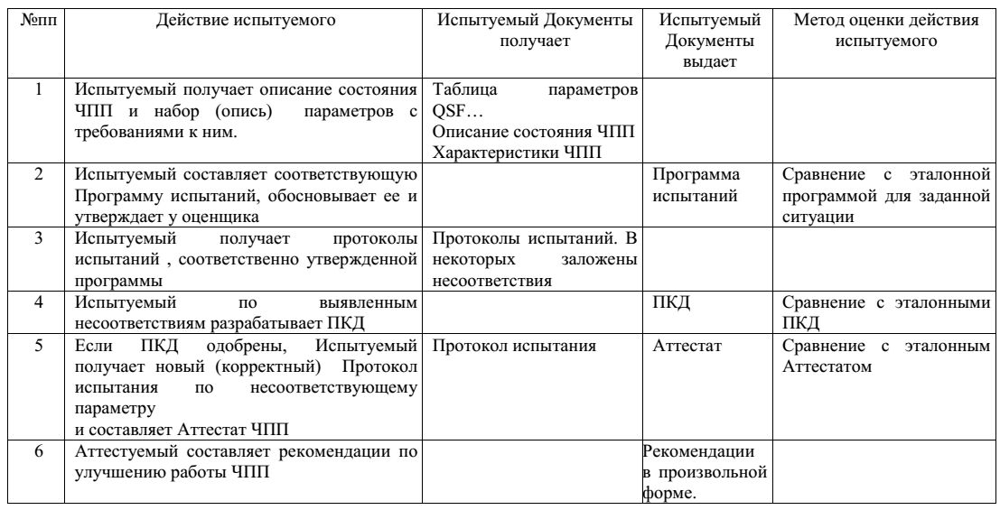 №пп Действие испытуемого Испытуемый Документы получает Испытуемый Документы выдает Метод оценки действия испытуемого
1 Испытуемый получает описание состояния
ЧПП и набор (опись) параметров с
требованиями к ним.
Таблица параметров
QSF…
Описание состояния ЧПП
Характеристики ЧПП
2 Испытуемый составляет соответствующую
Программу испытаний, обосновывает ее и
утверждает у оценщика
Программа
испытаний
Сравнение с эталонной
программой для заданной
ситуации
3 Испытуемый получает протоколы
испытаний , соответственно утвержденной
программы
Протоколы испытаний. В
некоторых заложены
несоответствия
4 Испытуемый по выявленным
несоответствиям разрабатывает ПКД
ПКД
Сравнение с эталонными
ПКД
5 Если ПКД одобрены, Испытуемый
получает новый (корректный) Протокол
испытания по несоответствующему
параметру
и составляет Аттестат ЧПП
Протокол испытания
Аттестат
Сравнение с эталонным
Аттестатом
6 Аттестуемый составляет рекомендации по
улучшению работы ЧПП
Рекомендации
в произвольной
форме.